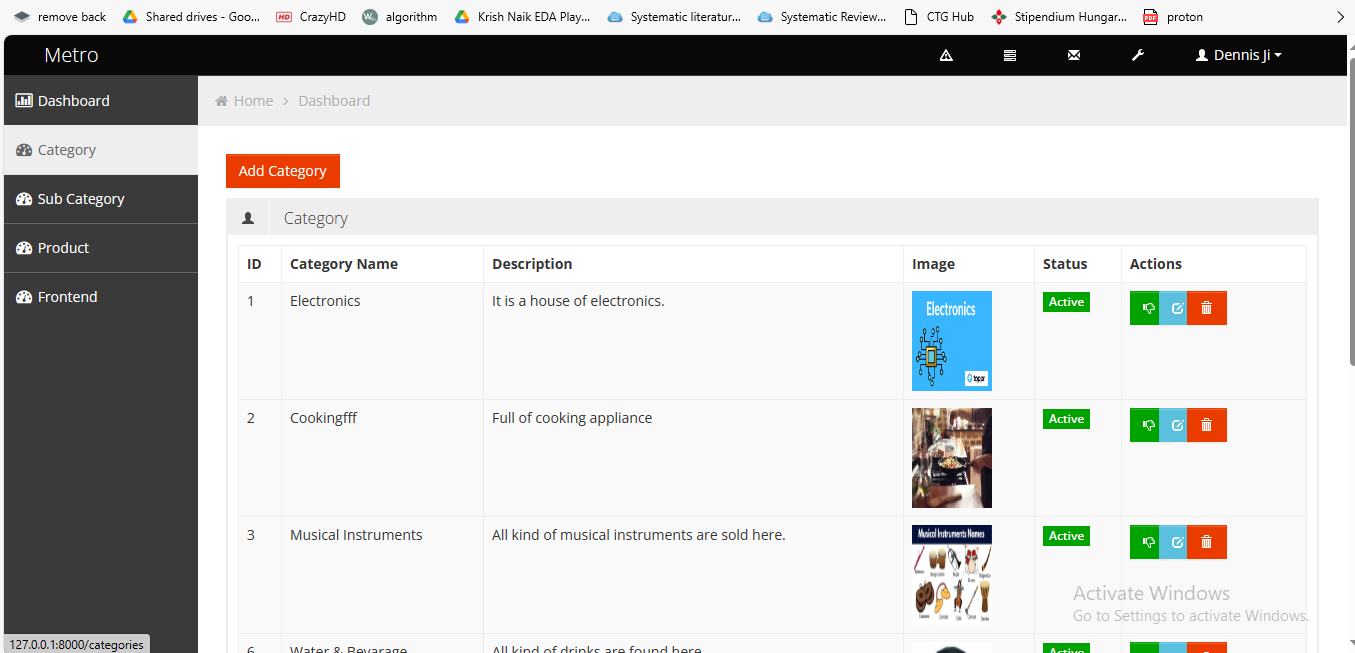 remove back
Shared drives - Goo...
HD CrazyHD
W. algorithm
Krish Naik EDA Play...
Systematic literatur...
Systematic Review...
CTG Hub
Stipendium Hungar...
PDF proton
Metro
Dennis Ji
Dashboard
Category
Sub Category
Product
Frontend
Home > Dashboard
Add Category
Category
ID Category Name Description Image Status Actions
1 Electronics It is a house of electronics. Electronics toppr Active
2 Cookingfff Full of cooking appliance Active
3 Musical Instruments All kind of musical instruments are sold here. Musical Instruments Names Active
6 Water & Bevarage All kind of drinks are found here Active
Activate Windows
Go to Settings to activate Windows.
127.0.0.1:8000/categories